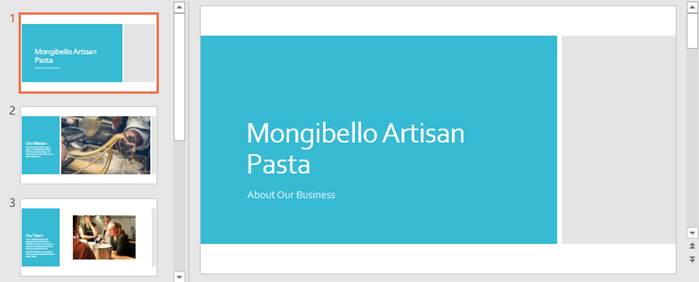 1
Mongibello Artisan
Pasta
About Our Business
2
Our Mission
3
Our Team
Mongibello Artisan
Pasta
About Our Business